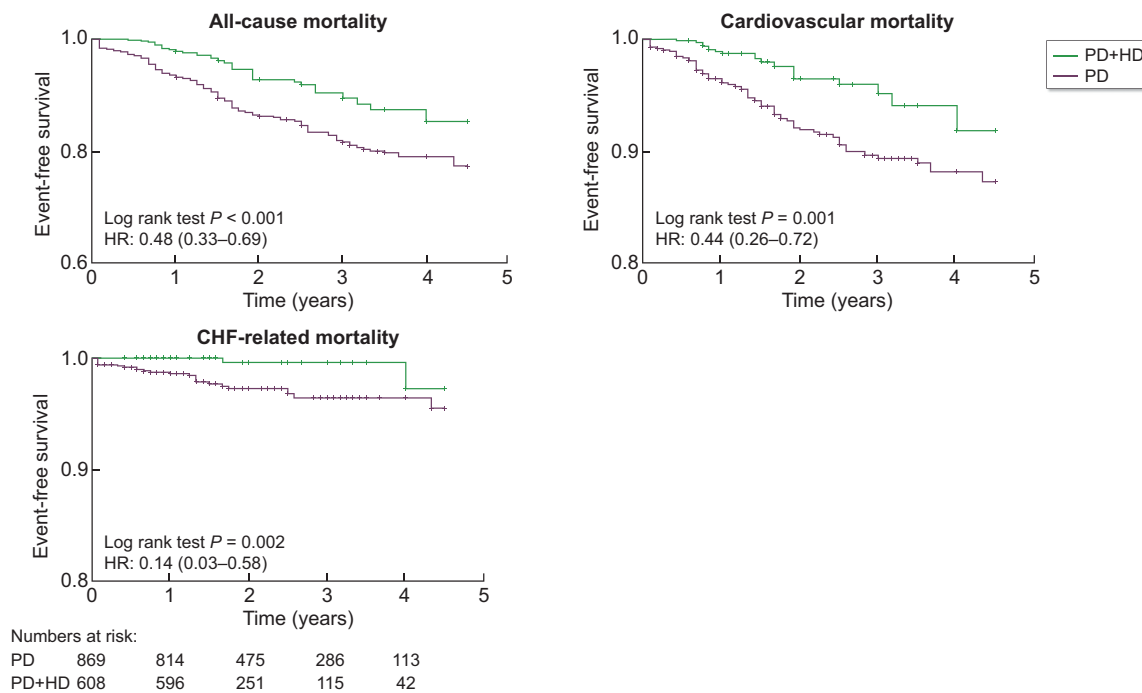 All-cause mortality
1.0
0.8
0.6
Event-free survival
Log rank test P < 0.001
HR: 0.48 (0.33–0.69)
0 1 2 3 4 5
Time (years)
Cardiovascular mortality
1.0
0.9
0.8
Event-free survival
Log rank test P = 0.001
HR: 0.44 (0.26–0.72)
0 1 2 3 4 5
Time (years)
PD+HD
PD
CHF-related mortality
1.0
0.9
0.8
Event-free survival
Log rank test P = 0.002
HR: 0.14 (0.03–0.58)
0 1 2 3 4 5
Time (years)
Numbers at risk:
PD 869 814 475 286 113
PD+HD 608 596 251 115 42